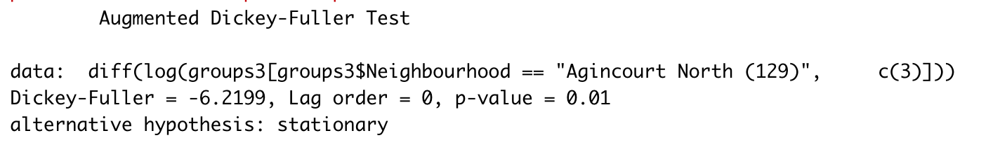 Augmented Dickey-Fuller Test
data:  diff(log(groups3[groups3$Neighbourhood == "Agincourt North (129)",     c(3)]))
Dickey-Fuller = -6.2199, Lag order = 0, p-value = 0.01
alternative hypothesis: stationary